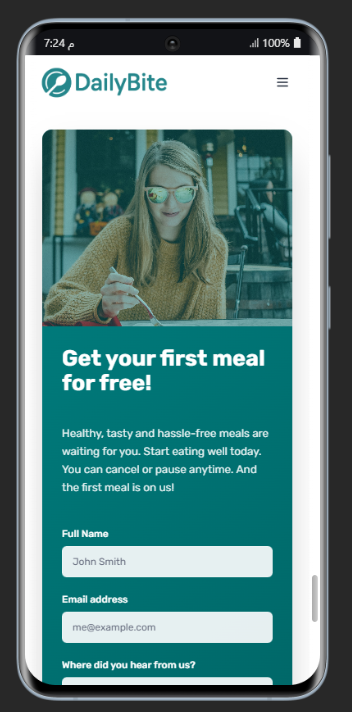 7:24 م
100%
DailyBite
Get your first meal
for free!
Healthy, tasty and hassle-free meals are
waiting for you. Start eating well today.
You can cancel or pause anytime. And
the first meal is on us!
Full Name
John Smith
Email address
me@example.com
Where did you hear from us?